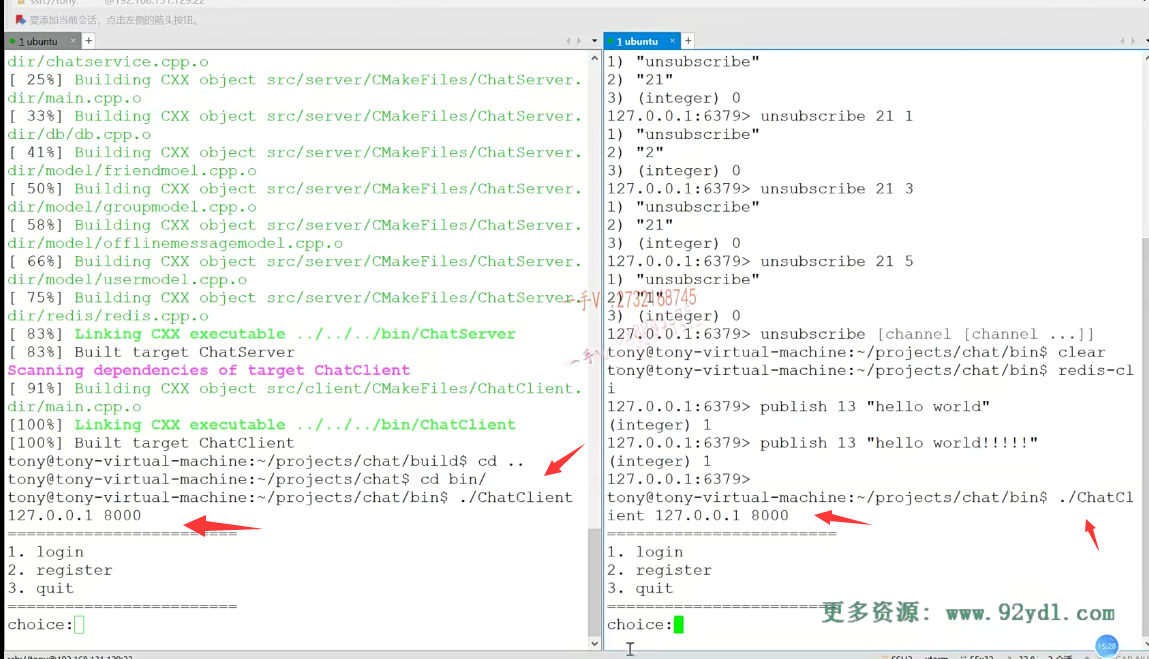 要添加当前会话，点击左侧的箭头按钮。
1 ubuntu × +
dir/chatservice.cpp.o
[ 25%] Building CXX object src/server/CMakeFiles/ChatServer.
dir/main.cpp.o
[ 33%] Building CXX object src/server/CMakeFiles/ChatServer.
dir/db/db.cpp.o
[ 41%] Building CXX object src/server/CMakeFiles/ChatServer.
dir/model/friendmoel.cpp.o
[ 50%] Building CXX object src/server/CMakeFiles/ChatServer.
dir/model/groupmodel.cpp.o
[ 58%] Building CXX object src/server/CMakeFiles/ChatServer.
dir/model/offlinemessagemodel.cpp.o
[ 66%] Building CXX object src/server/CMakeFiles/ChatServer.
dir/model/usermodel.cpp.o
[ 75%] Building CXX object src/server/CMakeFiles/ChatServer.
dir/redis/redis.cpp.o
[ 83%] Linking CXX executable ../../../bin/ChatServer
[ 83%] Built target ChatServer
Scanning dependencies of target ChatClient
[ 91%] Building CXX object src/client/CMakeFiles/ChatClient.
dir/main.cpp.o
[100%] Linking CXX executable ../../../bin/ChatClient
[100%] Built target ChatClient
tony@tony-virtual-machine:~/projects/chat/build$ cd ..
tony@tony-virtual-machine:~/projects/chat$ cd bin/
tony@tony-virtual-machine:~/projects/chat/bin$ ./ChatClient
127.0.0.1 8000
========================
1. login
2. register
3. quit
========================
choice:
1 ubuntu × +
1) "unsubscribe"
2) "21"
3) (integer) 0
127.0.0.1:6379> unsubscribe 21 1
1) "unsubscribe"
2) "2"
3) (integer) 0
127.0.0.1:6379> unsubscribe 21 3
1) "unsubscribe"
2) "21"
3) (integer) 0
127.0.0.1:6379> unsubscribe 21 5
1) "unsubscribe"
2) "1"
3) (integer) 0
127.0.0.1:6379> unsubscribe [channel [channel ...]]
tony@tony-virtual-machine:~/projects/chat/bin$ clear
tony@tony-virtual-machine:~/projects/chat/bin$ redis-cl
i
127.0.0.1:6379> publish 13 "hello world"
(integer) 1
127.0.0.1:6379> publish 13 "hello world!!!!!"
(integer) 1
127.0.0.1:6379>
tony@tony-virtual-machine:~/projects/chat/bin$ ./ChatCl
ient 127.0.0.1 8000
========================
1. login
2. register
3. quit
========================
choice:
一手V:2732168745
更多资源: www.92yd1.com
15:28